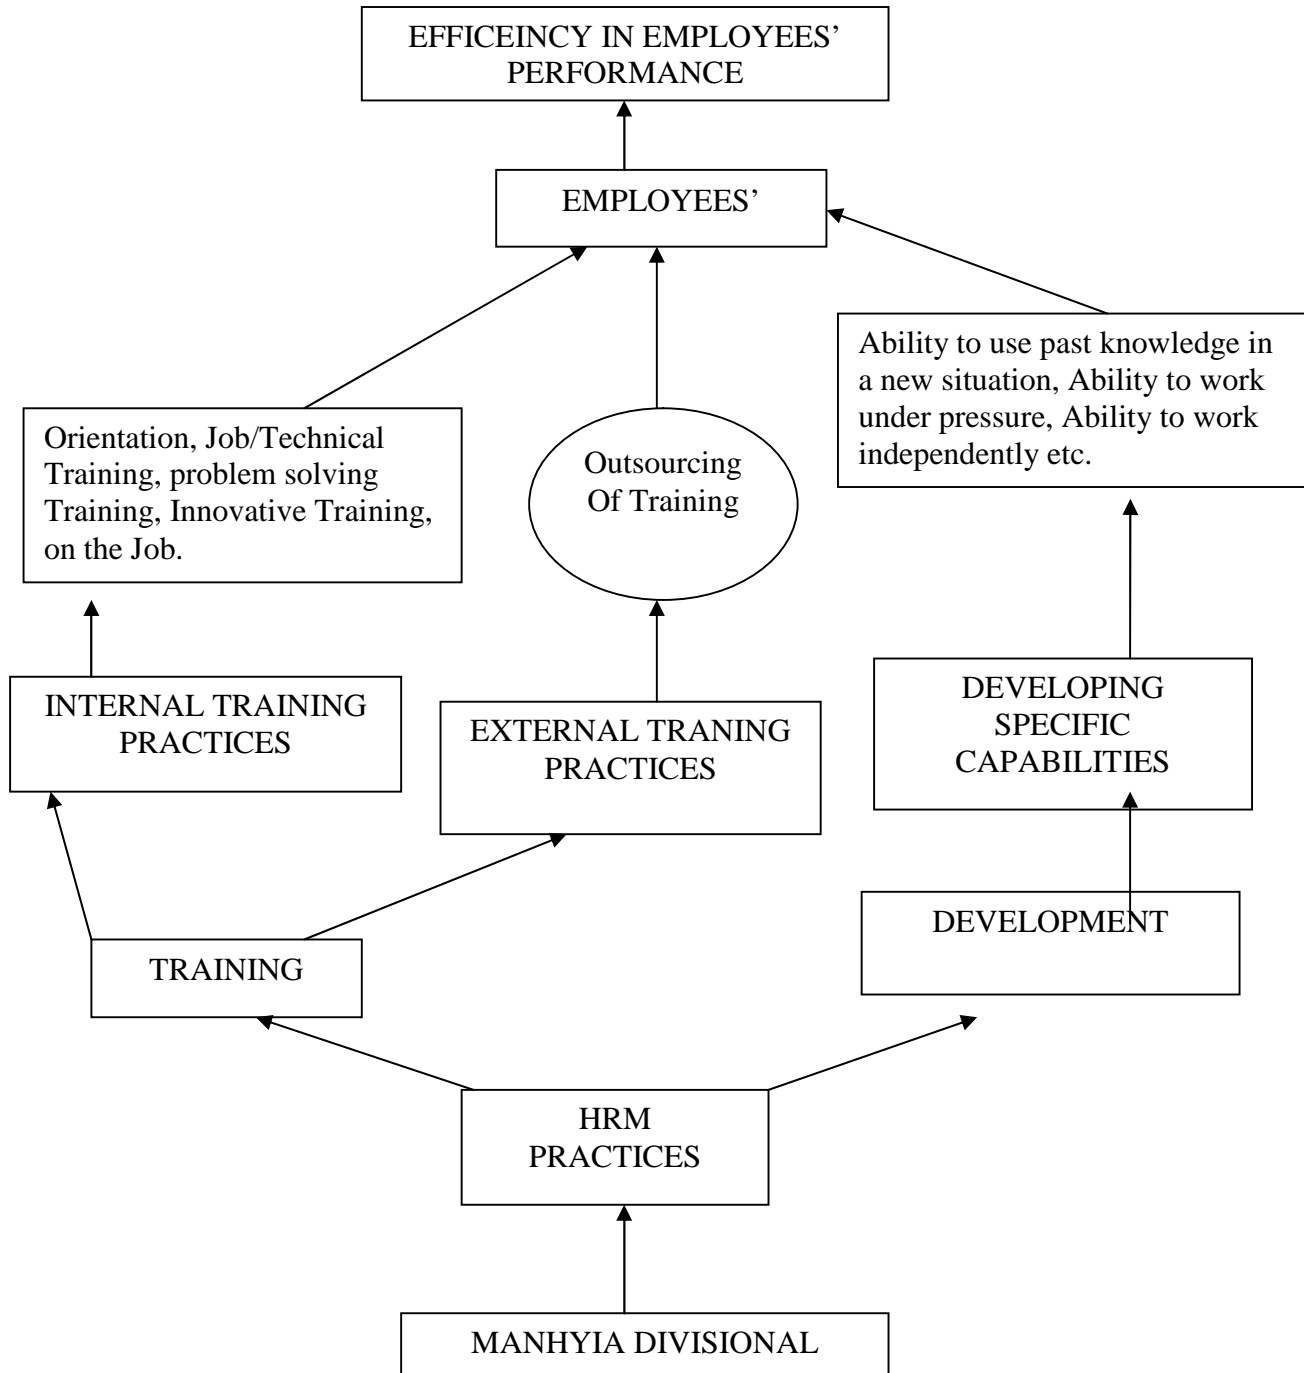 EFFICEINCY IN EMPLOYEES’
PERFORMANCE
EMPLOYEES’
Ability to use past knowledge in
a new situation, Ability to work
under pressure, Ability to work
independently etc.
Orientation, Job/Technical
Training, problem solving
Training, Innovative Training,
on the Job.
Outsourcing
Of Training
INTERNAL TRAINING
PRACTICES
EXTERNAL TRANING
PRACTICES
DEVELOPING
SPECIFIC
CAPABILITIES
TRAINING
DEVELOPMENT
HRM
PRACTICES
MANHYIA DIVISIONAL